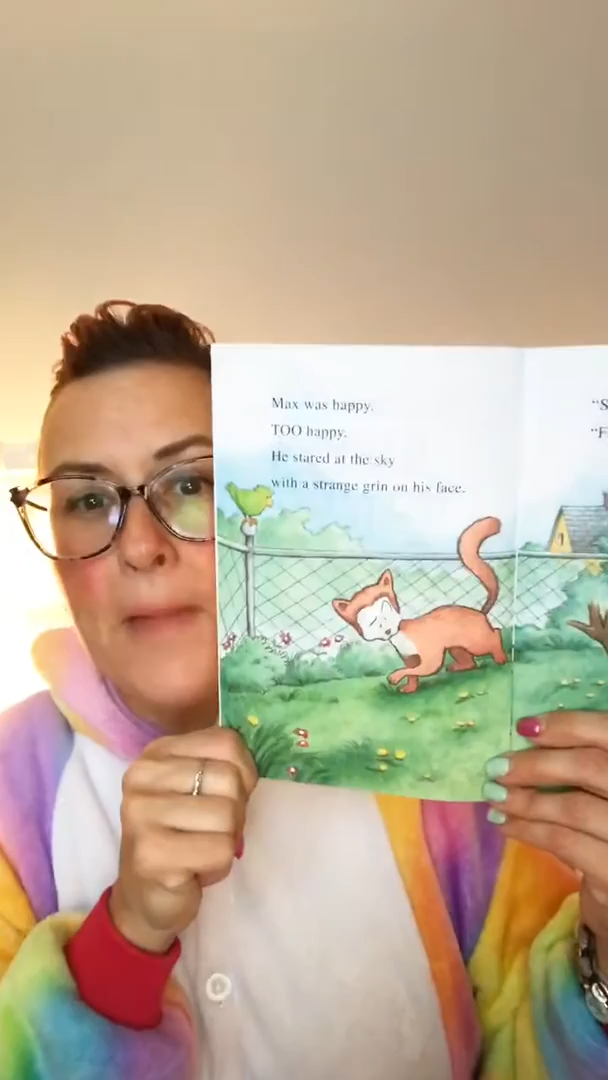 Max was happy.
TOO happy.
He stared at the sky
with a strange grin on his face.
"S
"F